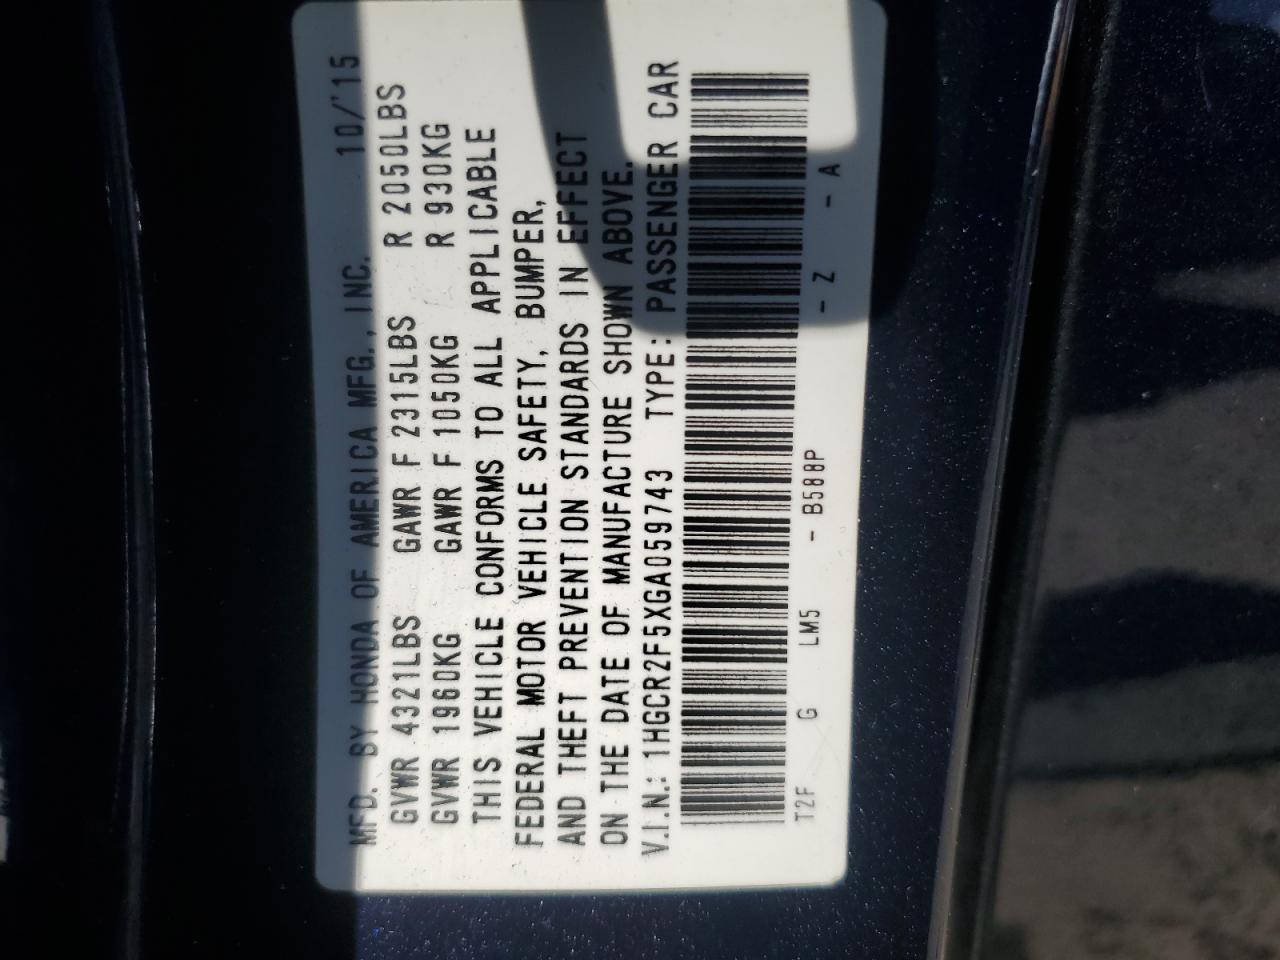 MFD. BY HONDA OF AMERICA MFG., INC. 10/'15
GVWR 4321LBS GAWR F 2315LBS R 2050LBS
GVWR 1960KG GAWR F 1050KG R 930KG
THIS VEHICLE CONFORMS TO ALL APPLICABLE
FEDERAL MOTOR VEHICLE SAFETY, BUMPER,
AND THEFT PREVENTION STANDARDS IN EFFECT
ON THE DATE OF MANUFACTURE SHOWN ABOVE.
V.I.N.: 1HGCR2F5XGA059743 TYPE: PASSENGER CAR
T2F G LM5 - B588P - Z - A